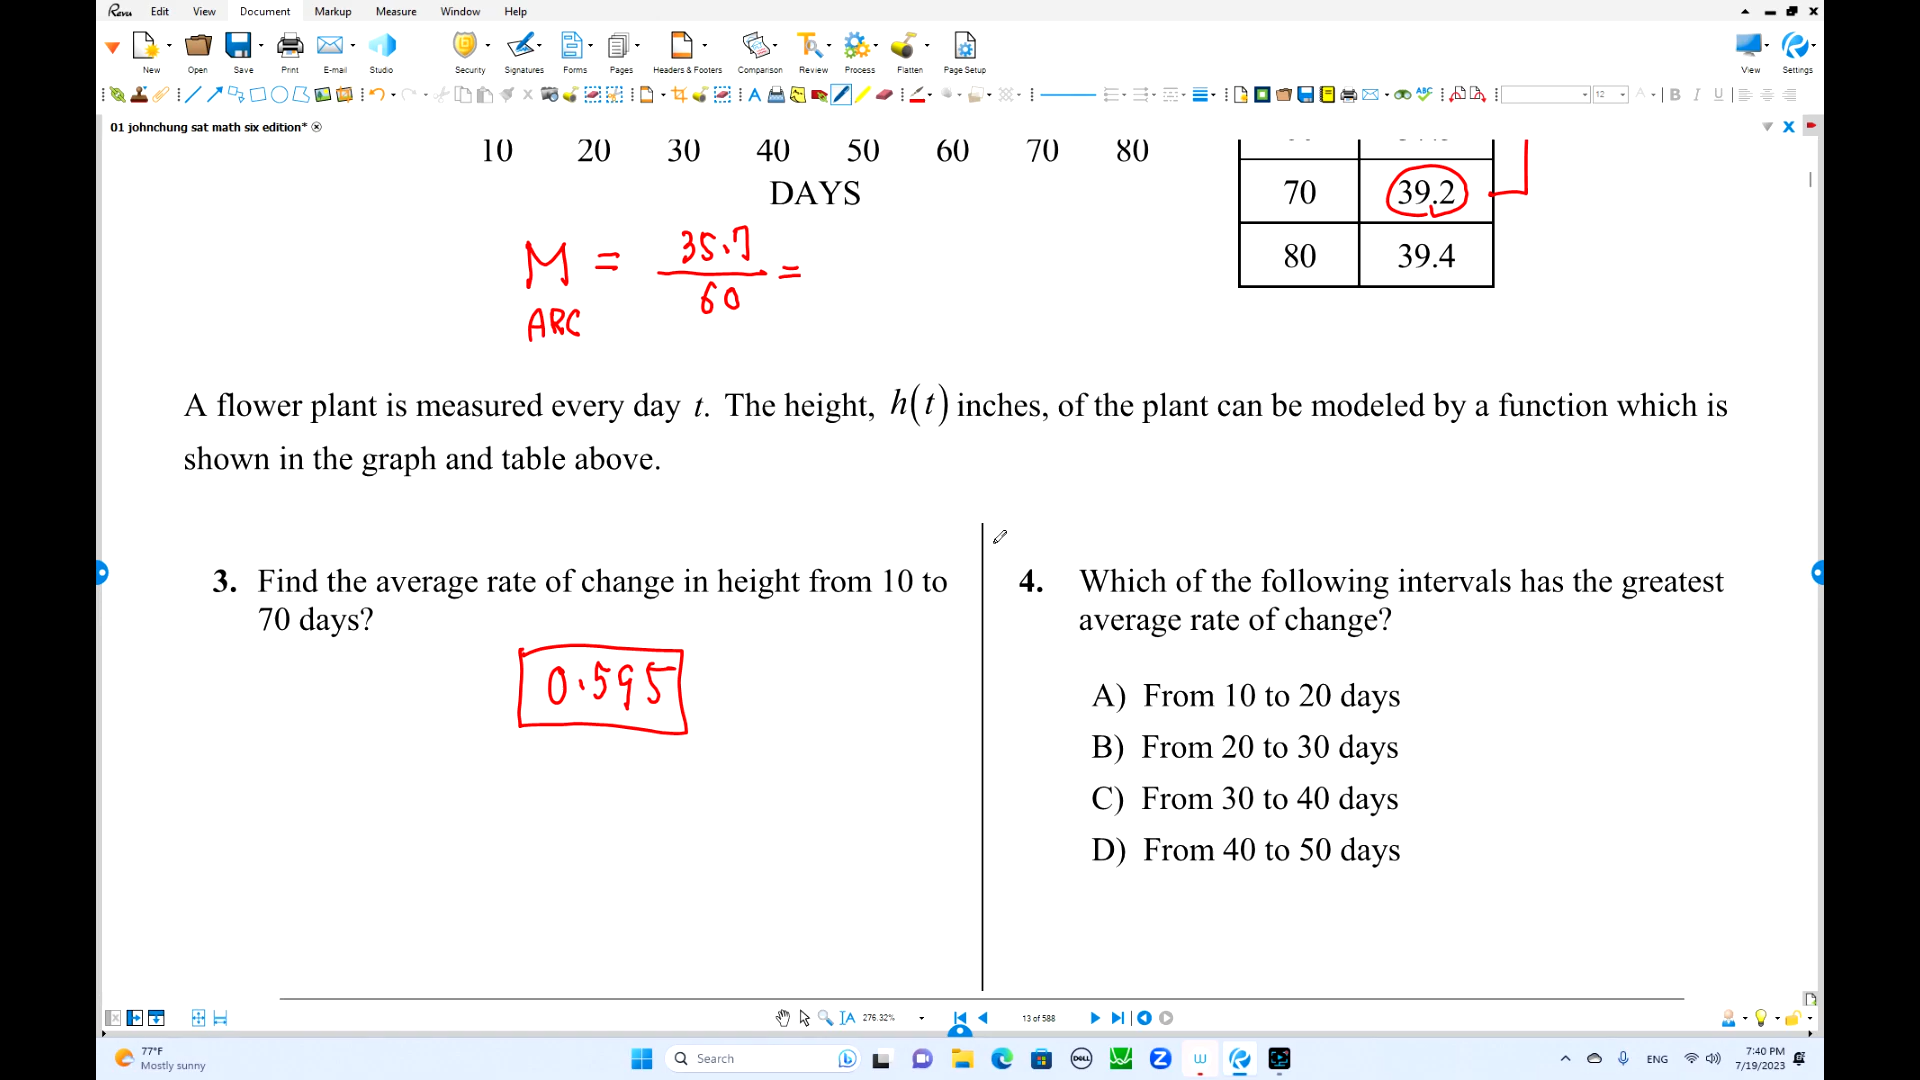 Revu Edit View Document Markup Measure Window Help
New Open Save Print E-mail Studio Security Signatures Forms Pages Headers & Footers Comparison Review Process Flatten Page Setup View Settings
12
01 johnchung sat math six edition*
10 20 30 40 50 60 70 80
DAYS
70 39.2
80 39.4
M = 35.7
60 =
ARC
A flower plant is measured every day t. The height, h(t) inches, of the plant can be modeled by a function which is
shown in the graph and table above.
3. Find the average rate of change in height from 10 to
70 days?
0.595
4. Which of the following intervals has the greatest
average rate of change?
A) From 10 to 20 days
B) From 20 to 30 days
C) From 30 to 40 days
D) From 40 to 50 days
276.32% 13 of 588
77°F
Mostly sunny
Search
ENG
7:40 PM
7/19/2023